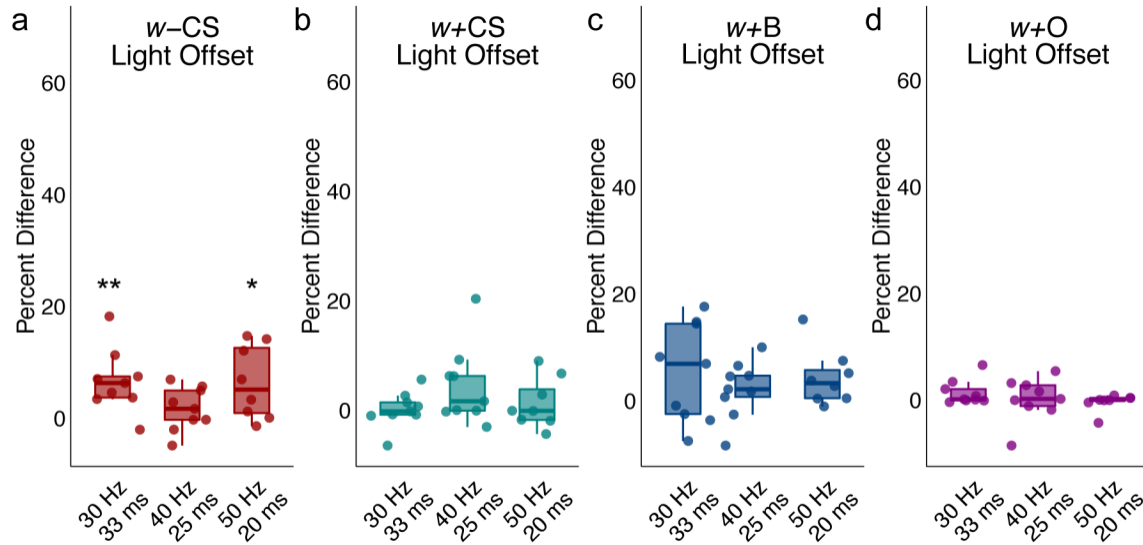 a
w–CS
Light Offset
Percent Difference
60
40
20
0
**
*
30 Hz
33 ms
40 Hz
25 ms
50 Hz
20 ms
b
w+CS
Light Offset
Percent Difference
60
40
20
0
30 Hz
33 ms
40 Hz
25 ms
50 Hz
20 ms
c
w+B
Light Offset
Percent Difference
60
40
20
0
30 Hz
33 ms
40 Hz
25 ms
50 Hz
20 ms
d
w+O
Light Offset
Percent Difference
60
40
20
0
30 Hz
33 ms
40 Hz
25 ms
50 Hz
20 ms